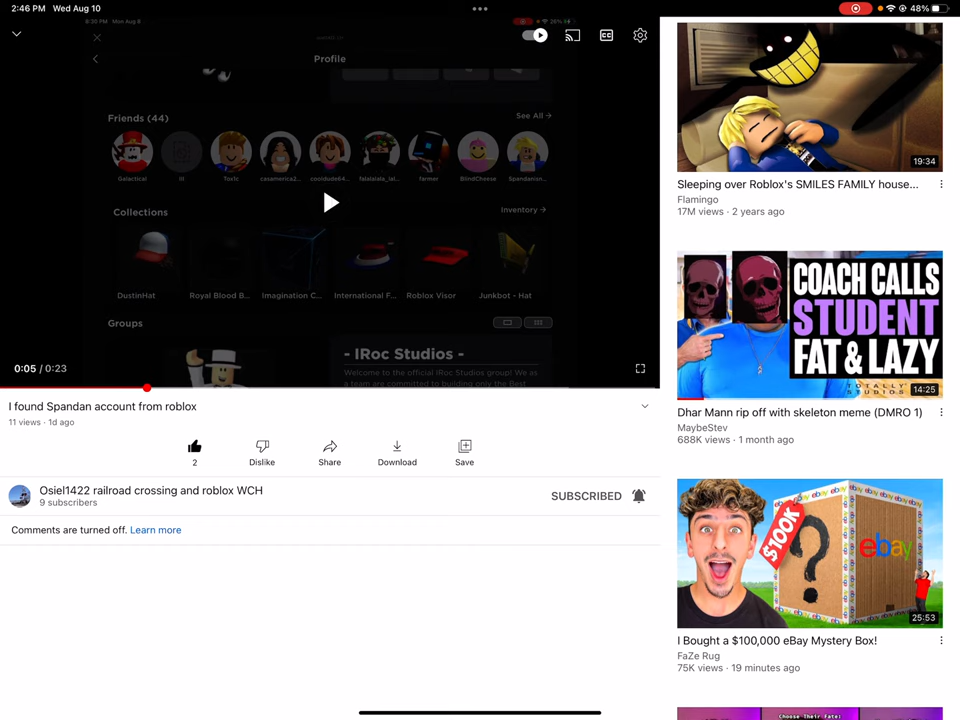 2:46 PM Wed Aug 10
48%
8:30 PM Mon Aug 8
Profile
CC
Friends (44)
See All →
Galactical
lll
Tox1c
casamerica2...
cooldode64...
falalalala_lal...
farmer
BlindCheese
Spandanism...
Collections
Inventory →
DustinHat
Royal Blood B...
Imagination C...
International F...
Roblox Visor
Junkbot - Hat
Groups
- IRoc Studios -
Welcome to the official IRoc Studios group! We as
a team are committed to building only the Best
0:05 / 0:23
I found Spandan account from roblox
11 views · 1d ago
2
Dislike
Share
Download
Save
Osiel1422 railroad crossing and roblox WCH
9 subscribers
SUBSCRIBED
Comments are turned off. Learn more
19:34
Sleeping over Roblox's SMILES FAMILY house...
Flamingo
17M views · 2 years ago
COACH CALLS
STUDENT
FAT & LAZY
TOTALLY
STUDIOS
14:25
Dhar Mann rip off with skeleton meme (DMRO 1)
MaybeStev
688K views · 1 month ago
$100K
ebay
25:53
I Bought a $100,000 eBay Mystery Box!
FaZe Rug
75K views · 19 minutes ago
Choose Their Fate: